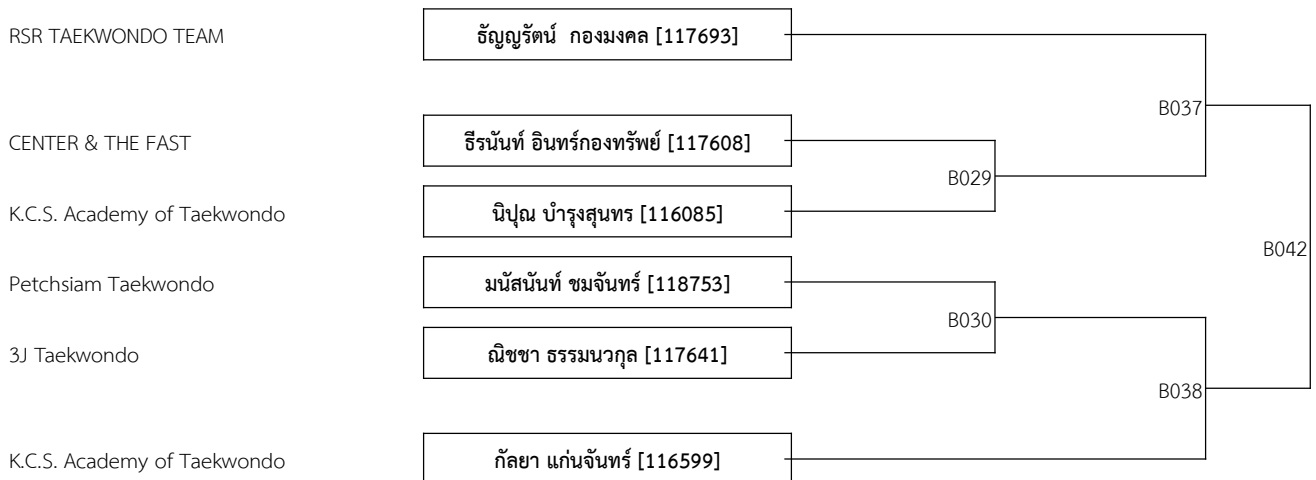 RSR TAEKWONDO TEAM ธัญญรัตน์ กองมงคล [117693]
B037
CENTER & THE FAST ธีรนันท์ อินทร์กองทรัพย์ [117608]
B029
K.C.S. Academy of Taekwondo นิปุณ บำรุงสุนทร [116085]
B042
Petchsiam Taekwondo มนัสนันท์ ชมจันทร์ [118753]
B030
3J Taekwondo ณิชชา ธรรมนวกุล [117641]
B038
K.C.S. Academy of Taekwondo กัลยา แก่นจันทร์ [116599]